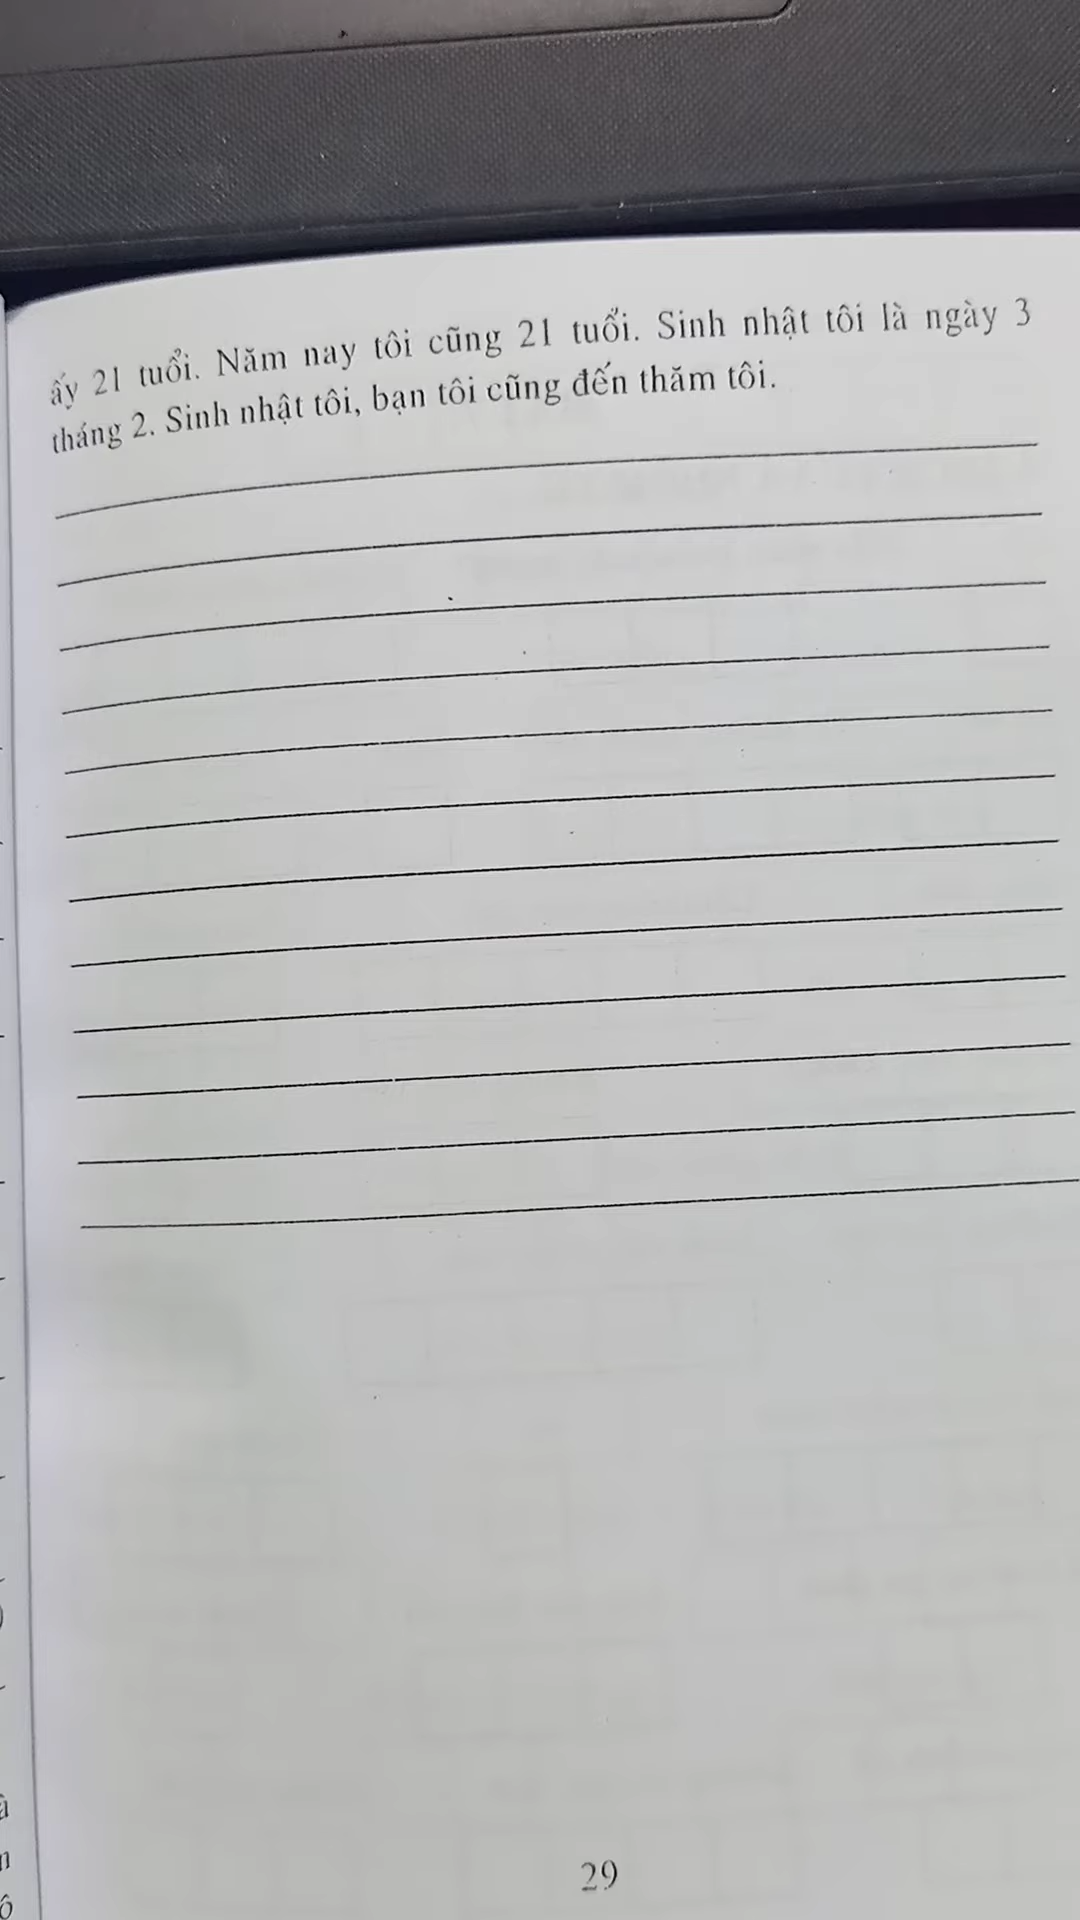 ấy 21 tuổi. Năm nay tôi cũng 21 tuổi. Sinh nhật tôi là ngày 3
tháng 2. Sinh nhật tôi, bạn tôi cũng đến thăm tôi.
29